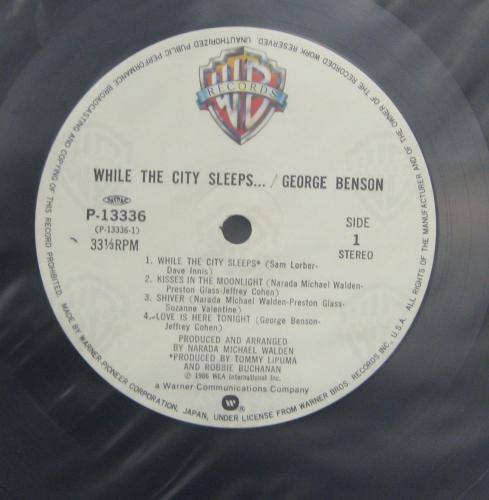 ALL RIGHTS OF THE MANUFACTURER AND OF THE OWNER OF THE RECORDED WORK RESERVED. UNAUTHORIZED PUBLIC PERFORMANCE BROADCASTING AND COPYING OF THIS RECORD PROHIBITED.
WB
RECORDS
WHILE THE CITY SLEEPS... / GEORGE BENSON
P-13336
(P-13336-1)
33⅓RPM
SIDE
1
STEREO
1. WHILE THE CITY SLEEPS* (Sam Lorber-
Dave Innis)
2. KISSES IN THE MOONLIGHT (Narada Michael Walden-
Preston Glass-Jeffrey Cohen)
3. SHIVER (Narada Michael Walden-Preston Glass-
Suzanne Valentine)
4. LOVE IS HERE TONIGHT (George Benson-
Jeffrey Cohen)
PRODUCED AND ARRANGED
BY NARADA MICHAEL WALDEN
*PRODUCED BY TOMMY LiPUMA
AND ROBBIE BUCHANAN
Ⓒ 1986 WEA International Inc.
a Warner Communications Company
®
MADE BY WARNER-PIONEER CORPORATION, JAPAN, UNDER LICENSE FROM WARNER BROS. RECORDS INC., U.S.A.